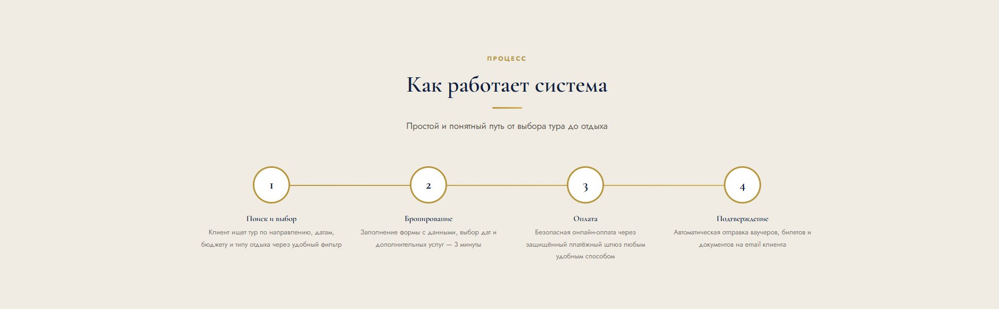 ПРОЦЕСС
Как работает система
Простой и понятный путь от выбора тура до отдыха
1
2
3
4
Поиск и выбор
Клиент ищет тур по направлению, датам,
бюджету и типу отдыха через удобный фильтр
Бронирование
Заполнение формы с данными, выбор дат и
дополнительных услуг — 3 минуты
Оплата
Безопасная онлайн-оплата через
защищённый платёжный шлюз любым
удобным способом
Подтверждение
Автоматическая отправка ваучеров, билетов и
документов на email клиента